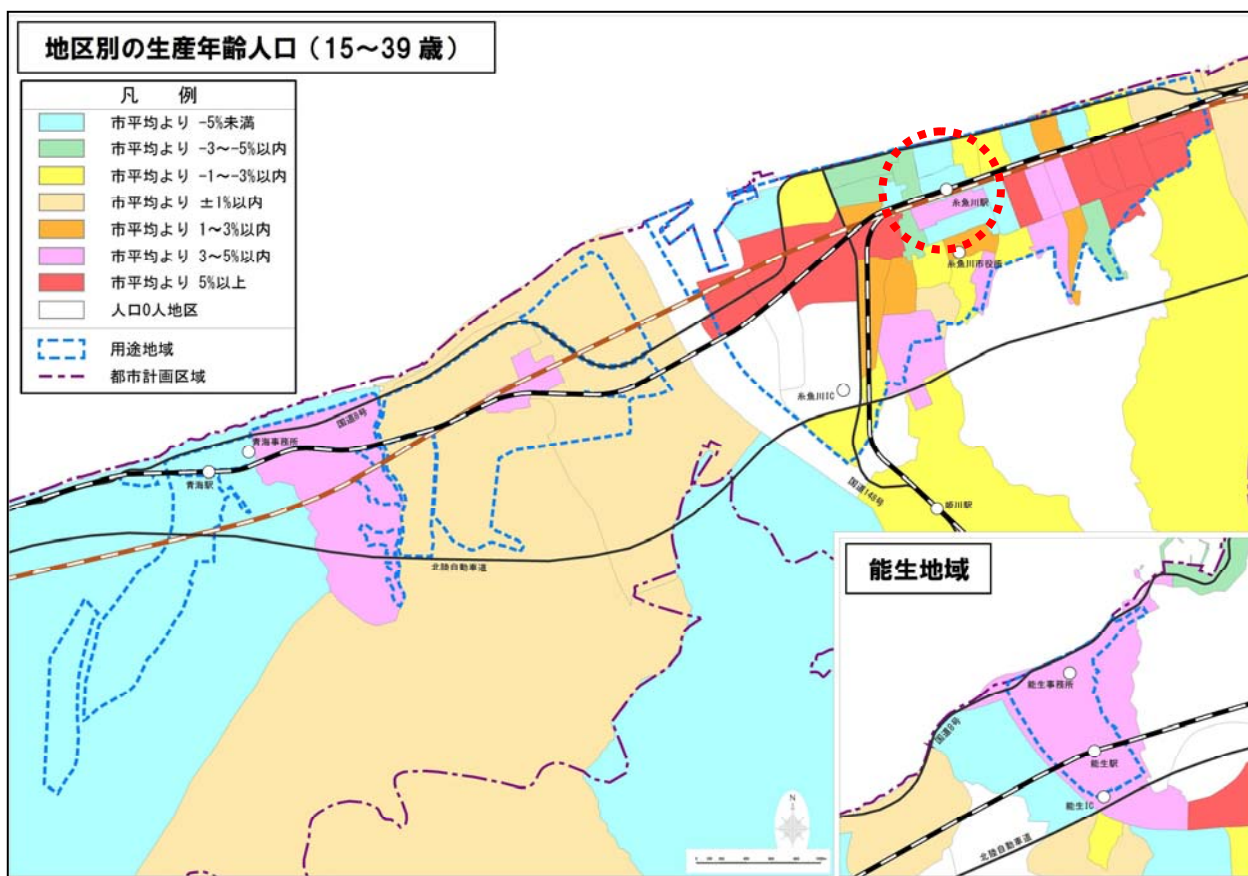 地区別の生産年齢人口（15～39歳）
凡 例
市平均より -5%未満
市平均より -3～-5%以内
市平均より -1～-3%以内
市平均より ±1%以内
市平均より 1～3%以内
市平均より 3～5%以内
市平均より 5%以上
人口0人地区
用途地域
都市計画区域
糸魚川駅
糸魚川市役所
糸魚川IC
国道8号
青海事務所
青海駅
国道148号
姫川駅
北陸自動車道
能生地域
能生事務所
国道8号
能生駅
能生IC
北陸自動車道
N